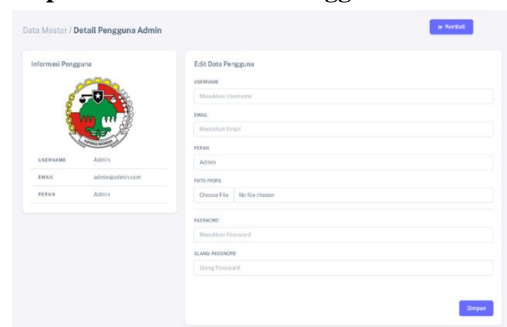 Data Master / Detail Pengguna Admin
Kembali
Informasi Pengguna
USERNAME Admin
EMAIL admin@admin.com
PERAN Admin
Edit Data Pengguna
USERNAME
Masukkan Username
EMAIL
Masukkan Email
PERAN
Admin
FOTO PROFIL
Choose File No file chosen
PASSWORD
Masukkan Password
ULANGI PASSWORD
Ulangi Password
Simpan